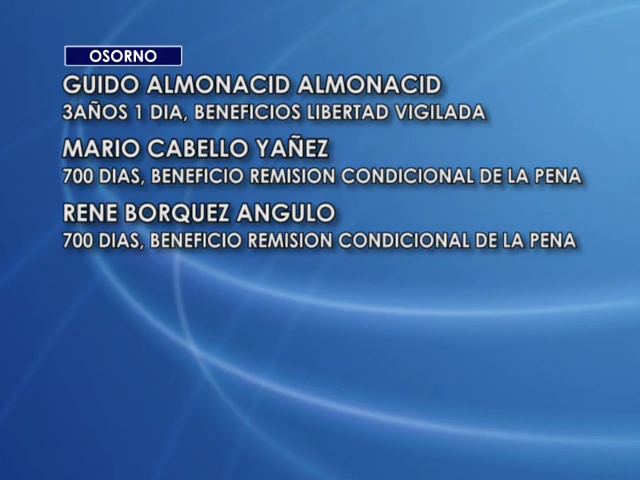 OSORNO
GUIDO ALMONACID ALMONACID
3AÑOS 1 DIA, BENEFICIOS LIBERTAD VIGILADA
MARIO CABELLO YAÑEZ
700 DIAS, BENEFICIO REMISION CONDICIONAL DE LA PENA
RENE BORQUEZ ANGULO
700 DIAS, BENEFICIO REMISION CONDICIONAL DE LA PENA